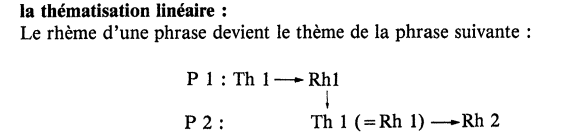 la thématisation linéaire :
Le rhème d'une phrase devient le thème de la phrase suivante :
P 1 : Th 1 → Rh1
↓
P 2 : Th 1 (= Rh 1) → Rh 2